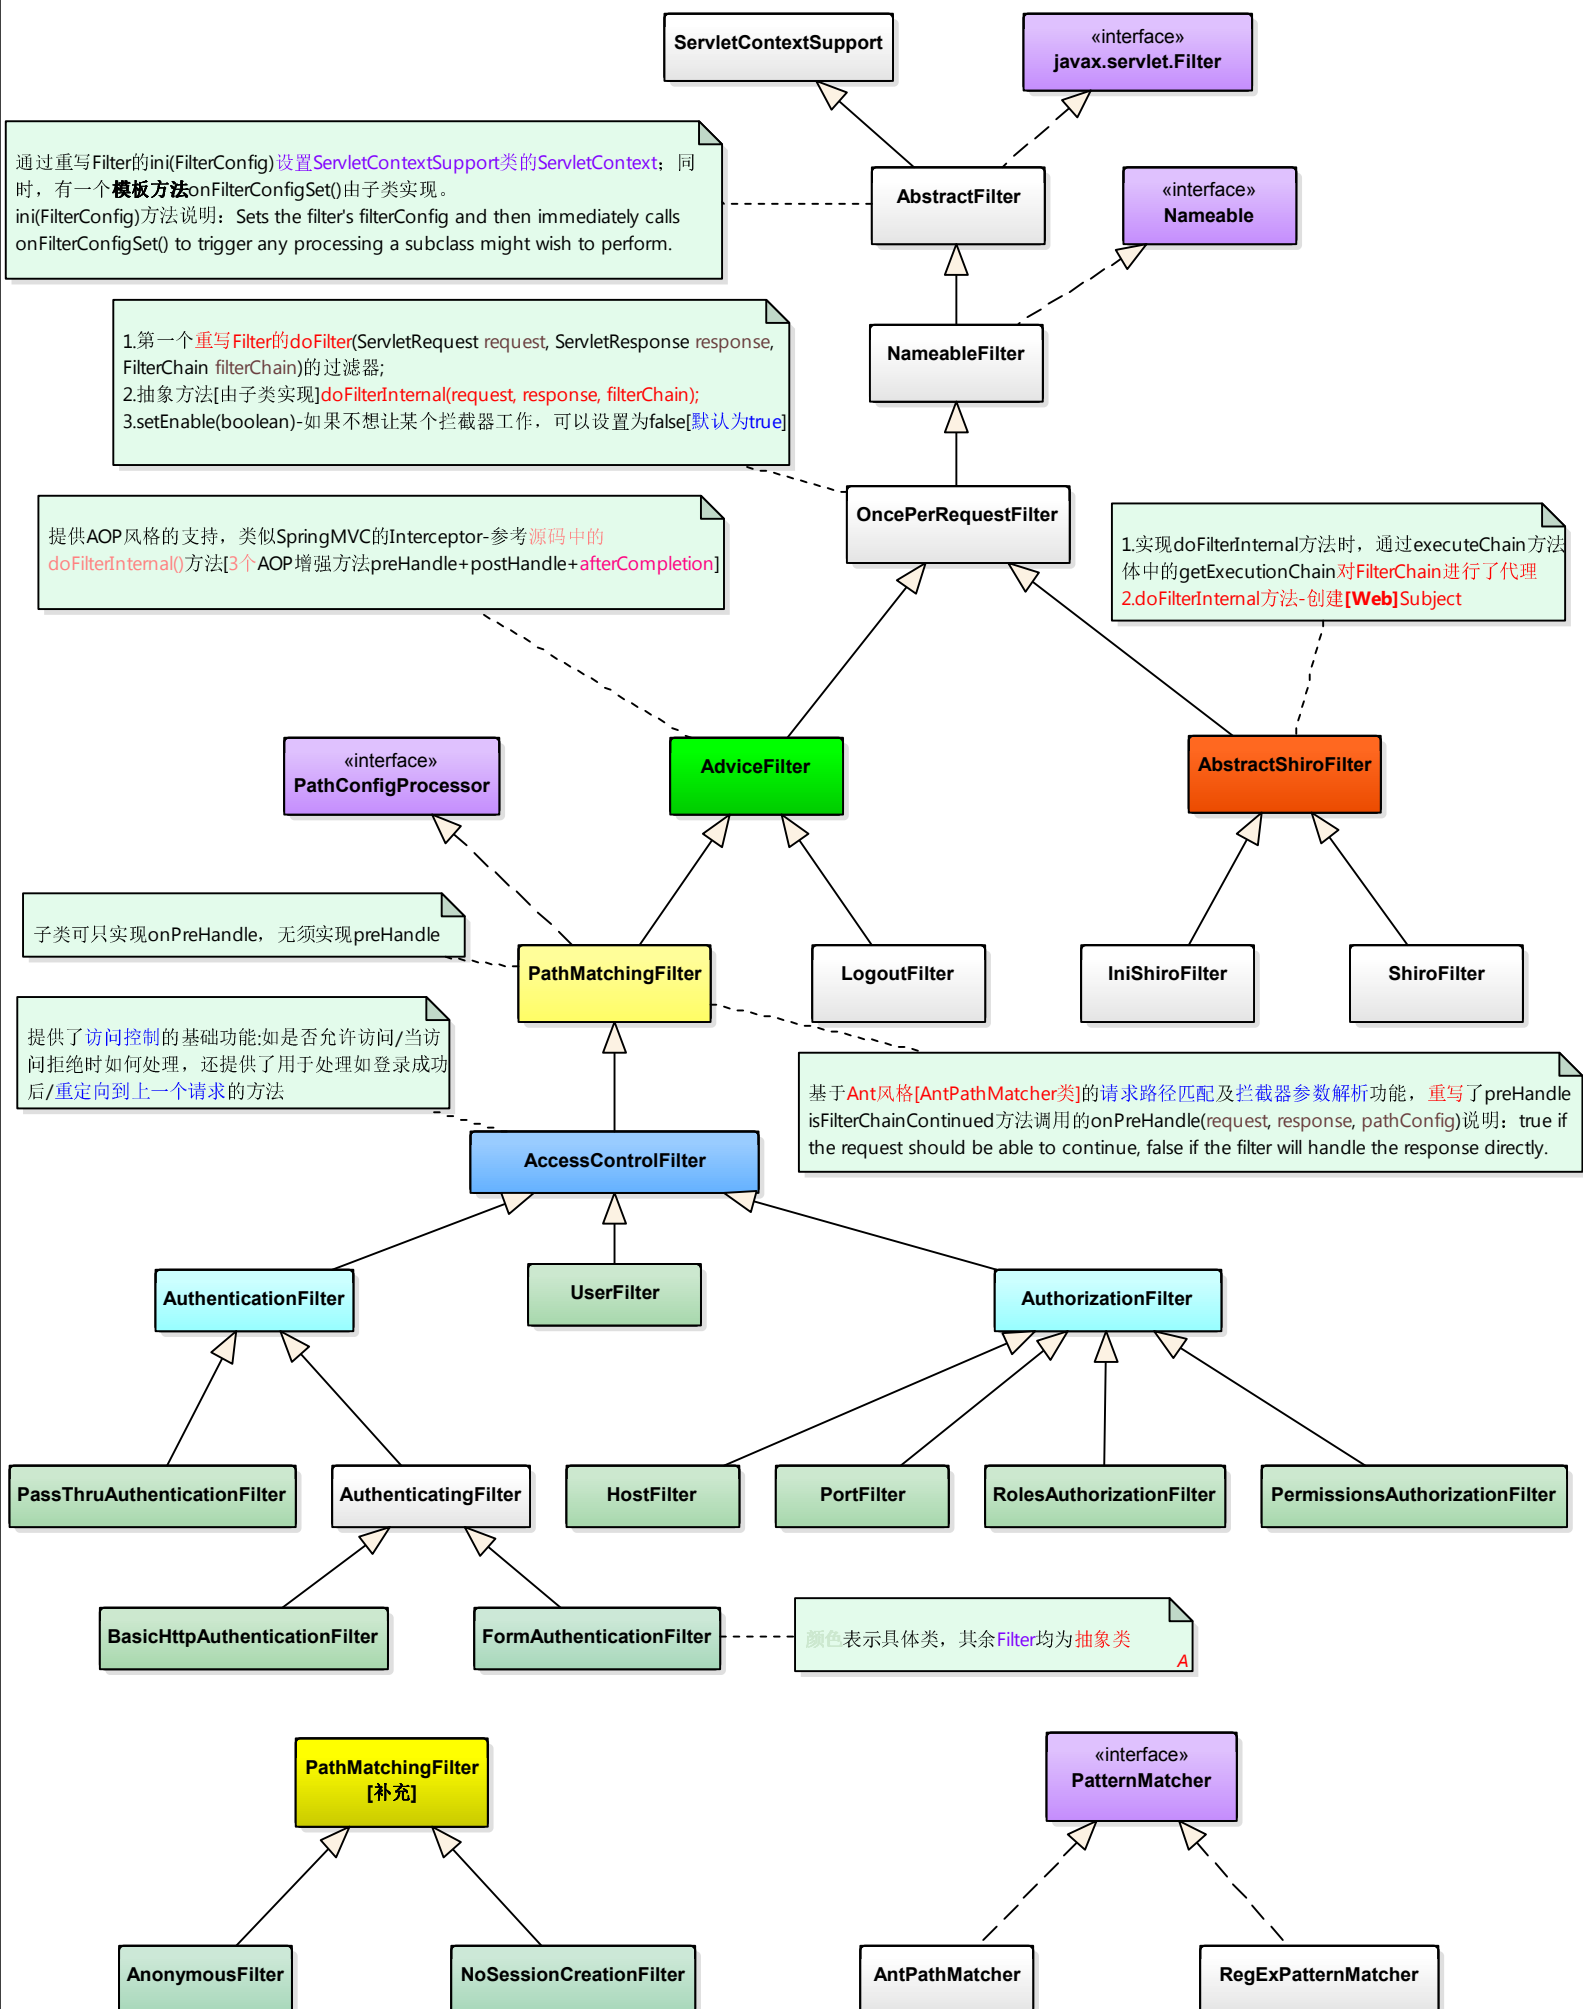 ServletContextSupport
«interface»
javax.servlet.Filter
通过重写Filter的ini(FilterConfig)设置ServletContextSupport类的ServletContext；同
时，有一个模板方法onFilterConfigSet()由子类实现。
ini(FilterConfig)方法说明：Sets the filter's filterConfig and then immediately calls
onFilterConfigSet() to trigger any processing a subclass might wish to perform.
AbstractFilter
«interface»
Nameable
1.第一个重写Filter的doFilter(ServletRequest request, ServletResponse response,
FilterChain filterChain)的过滤器;
2.抽象方法[由子类实现]doFilterInternal(request, response, filterChain);
3.setEnable(boolean)-如果不想让某个拦截器工作，可以设置为false[默认为true]
NameableFilter
OncePerRequestFilter
提供AOP风格的支持，类似SpringMVC的Interceptor-参考源码中的
doFilterInternal()方法[3个AOP增强方法preHandle+postHandle+afterCompletion]
1.实现doFilterInternal方法时，通过executeChain方法
体中的getExecutionChain对FilterChain进行了代理
2.doFilterInternal方法-创建[Web]Subject
«interface»
PathConfigProcessor
AdviceFilter
AbstractShiroFilter
子类可只实现onPreHandle，无须实现preHandle
PathMatchingFilter
LogoutFilter
IniShiroFilter
ShiroFilter
提供了访问控制的基础功能:如是否允许访问/当访
问拒绝时如何处理，还提供了用于处理如登录成功
后/重定向到上一个请求的方法
基于Ant风格[AntPathMatcher类]的请求路径匹配及拦截器参数解析功能，重写了preHandle
isFilterChainContinued方法调用的onPreHandle(request, response, pathConfig)说明：true if
the request should be able to continue, false if the filter will handle the response directly.
AccessControlFilter
AuthenticationFilter
UserFilter
AuthorizationFilter
PassThruAuthenticationFilter
AuthenticatingFilter
HostFilter
PortFilter
RolesAuthorizationFilter
PermissionsAuthorizationFilter
BasicHttpAuthenticationFilter
FormAuthenticationFilter
颜色表示具体类，其余Filter均为抽象类
A
PathMatchingFilter
[补充]
«interface»
PatternMatcher
AnonymousFilter
NoSessionCreationFilter
AntPathMatcher
RegExPatternMatcher